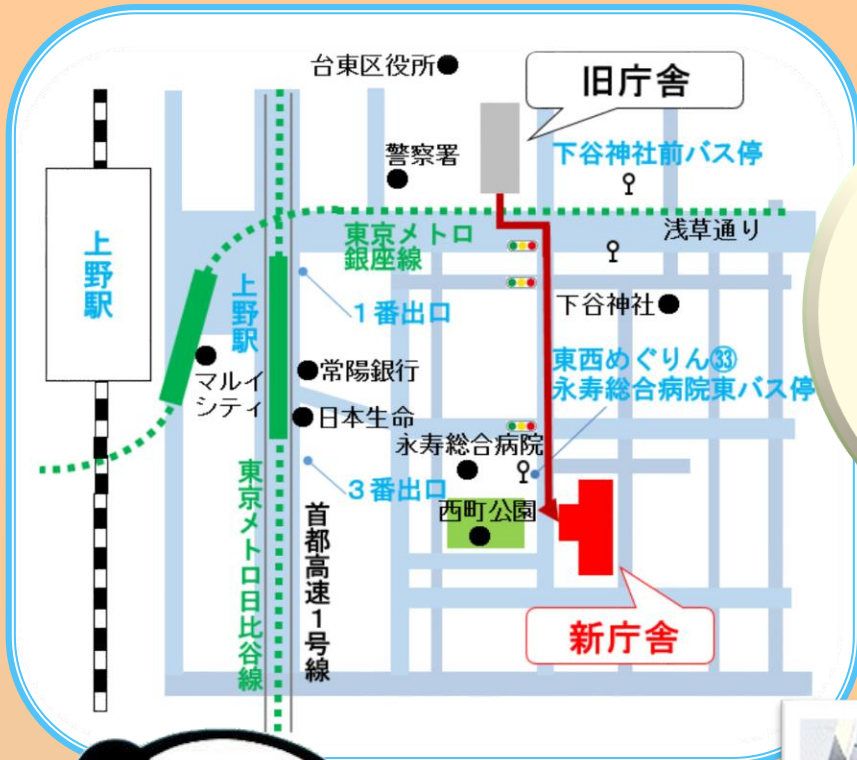 台東区役所
旧庁舎
警察署
下谷神社前バス停
東京メトロ
銀座線
浅草通り
上野駅
上野駅
1番出口
下谷神社
マルイ
シティ
常陽銀行
東西めぐりん㉝
永寿総合病院東バス停
日本生命
永寿総合病院
3番出口
西町公園
東京メトロ日比谷線
首都高速1号線
新庁舎